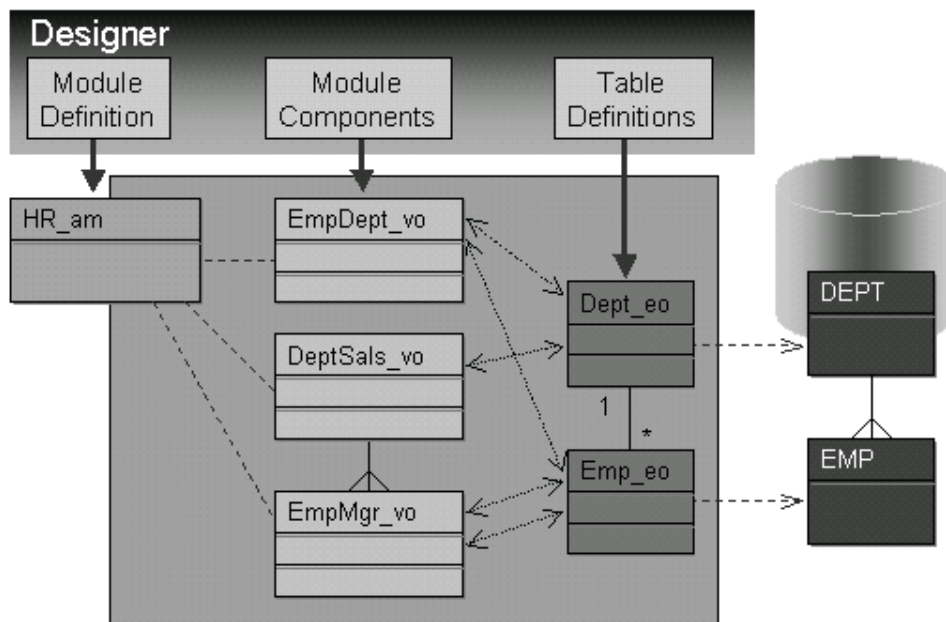 Designer
Module
Definition
Module
Components
Table
Definitions
HR_am
EmpDept_vo
Dept_eo
DEPT
DeptSals_vo
1
*
EMP
Emp_eo
EmpMgr_vo